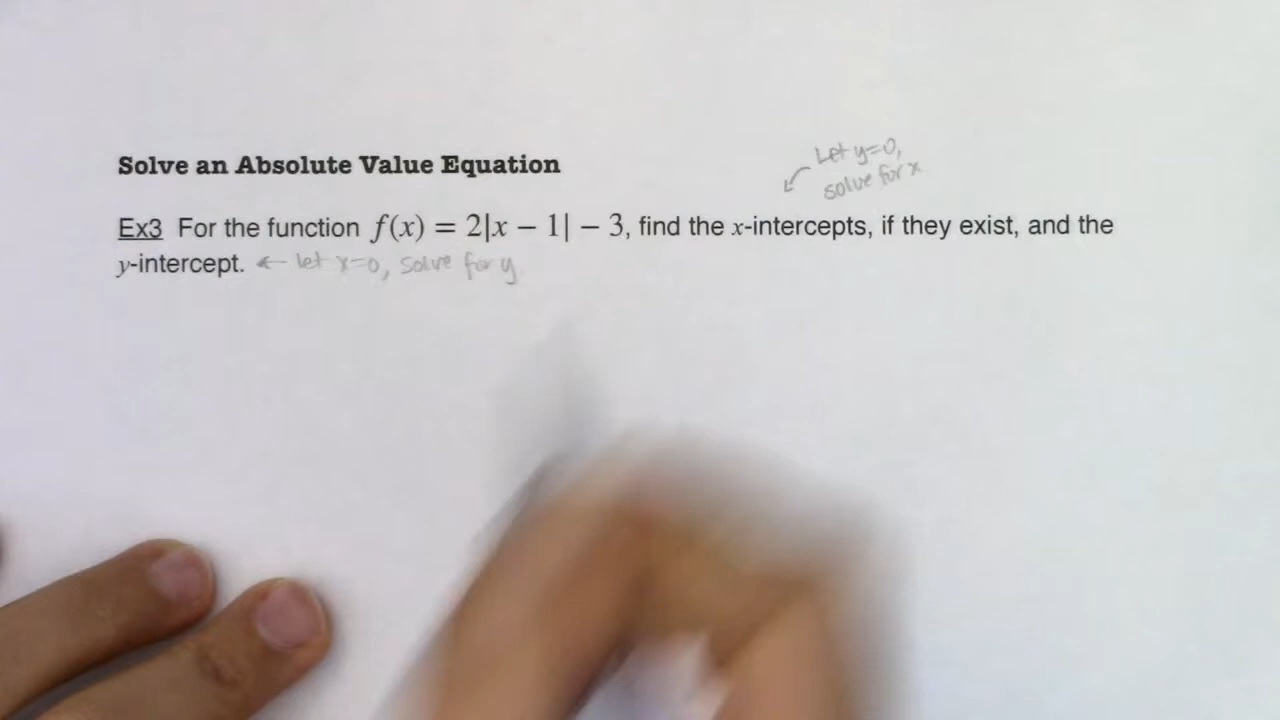 Solve an Absolute Value Equation
Let y=0,
solve for x
Ex3 For the function f(x) = 2|x − 1| − 3, find the x-intercepts, if they exist, and the
y-intercept. ← let x=0, solve for y